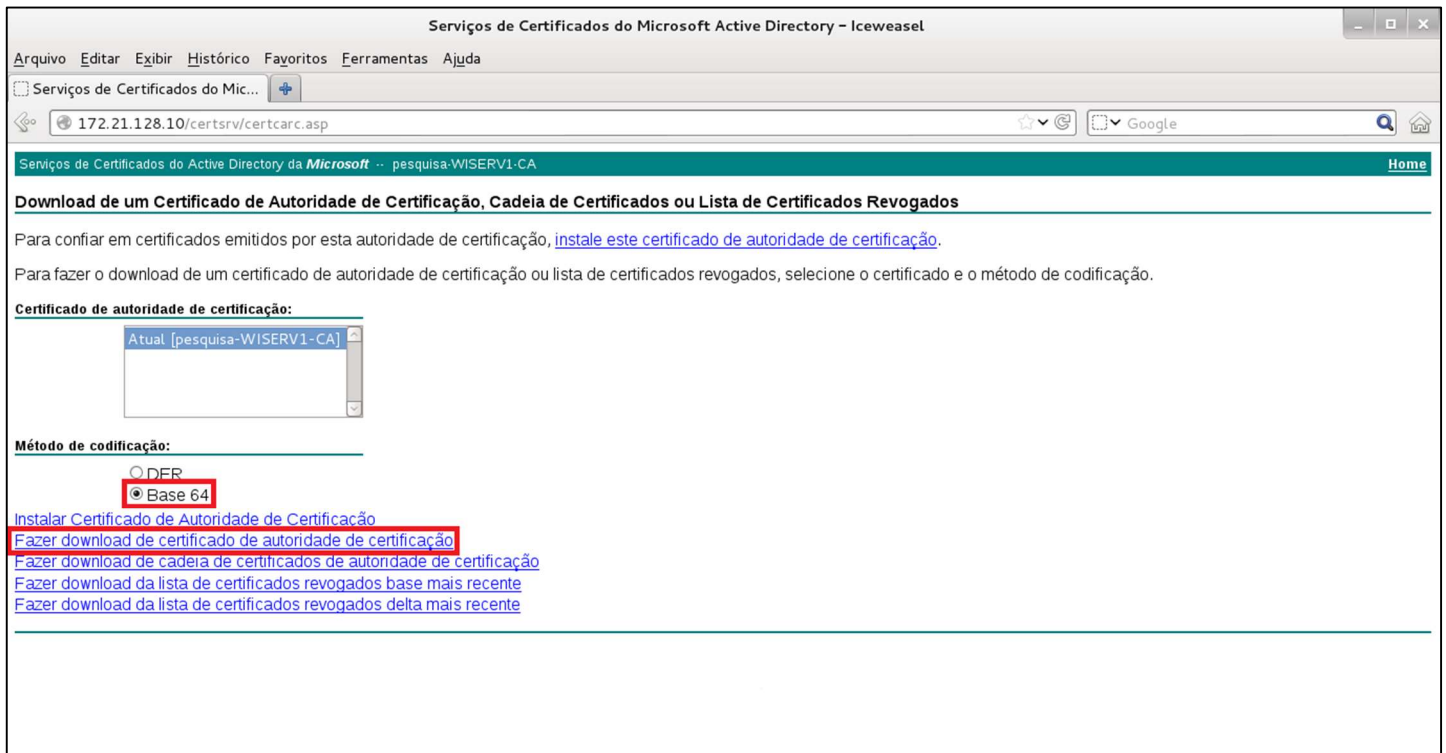 Serviços de Certificados do Microsoft Active Directory - Iceweasel
Arquivo Editar Exibir Histórico Favoritos Ferramentas Ajuda
Serviços de Certificados do Mic...
172.21.128.10/certsrv/certcarc.asp Google
Serviços de Certificados do Active Directory da Microsoft -- pesquisa-WISERV1-CA Home
Download de um Certificado de Autoridade de Certificação, Cadeia de Certificados ou Lista de Certificados Revogados
Para confiar em certificados emitidos por esta autoridade de certificação, instale este certificado de autoridade de certificação.
Para fazer o download de um certificado de autoridade de certificação ou lista de certificados revogados, selecione o certificado e o método de codificação.
Certificado de autoridade de certificação:
Atual [pesquisa-WISERV1-CA]
Método de codificação:
DER
Base 64
Instalar Certificado de Autoridade de Certificação
Fazer download de certificado de autoridade de certificação
Fazer download de cadeia de certificados de autoridade de certificação
Fazer download da lista de certificados revogados base mais recente
Fazer download da lista de certificados revogados delta mais recente